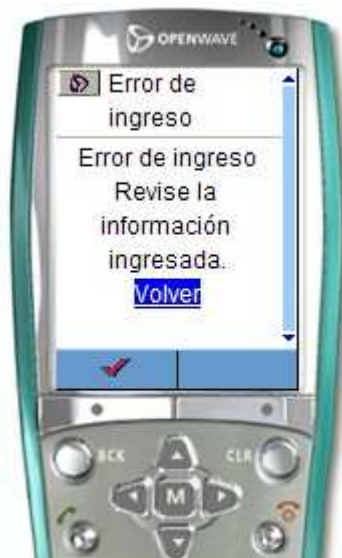 OPENWAVE
Error de
ingreso
Error de ingreso
Revise la
información
ingresada.
Volver
BCK
CLR
M